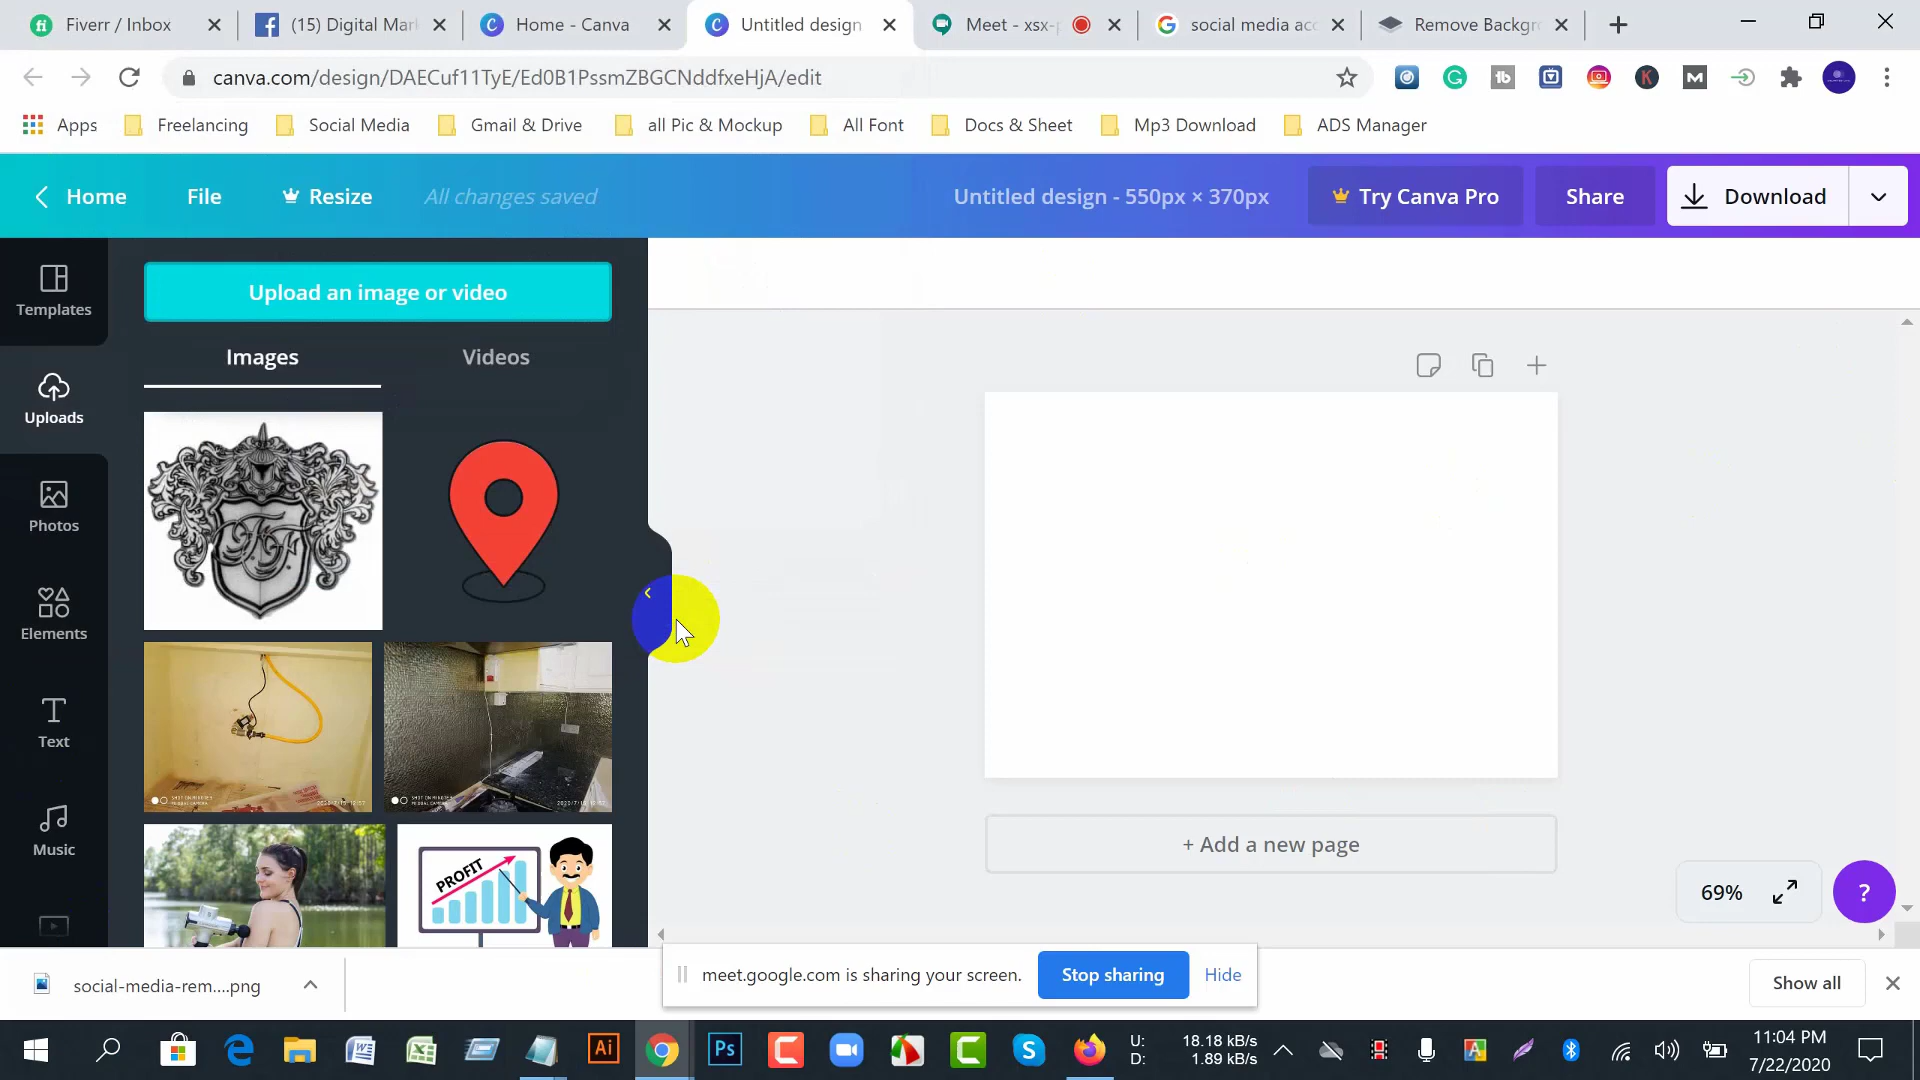 Fiverr / Inbox
(15) Digital Mark
Home - Canva
Untitled design
Meet - xsx-p
social media acc
Remove Backgr
canva.com/design/DAECuf11TyE/Ed0B1PssmZBGCNddfxeHjA/edit
Apps
Freelancing
Social Media
Gmail & Drive
all Pic & Mockup
All Font
Docs & Sheet
Mp3 Download
ADS Manager
Home
File
Resize
All changes saved
Untitled design - 550px × 370px
Try Canva Pro
Share
Download
Templates
Uploads
Photos
Elements
Text
Music
Upload an image or video
Images
Videos
PROFIT
+ Add a new page
69%
?
meet.google.com is sharing your screen.
Stop sharing
Hide
social-media-rem....png
Show all
Ai
Ps
U: 18.18 kB/s
D: 1.89 kB/s
11:04 PM
7/22/2020